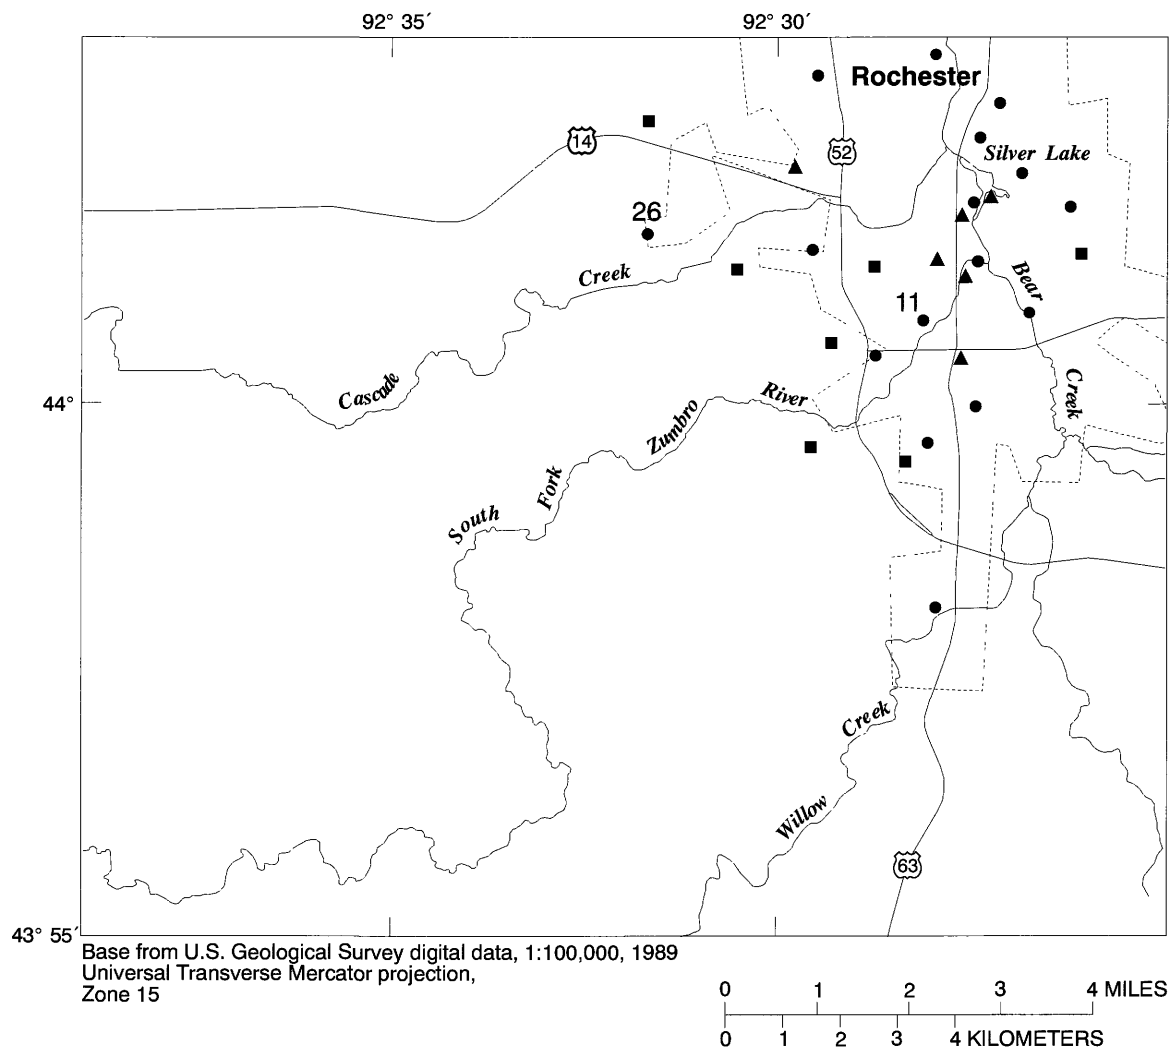 92° 35′ 92° 30′
Rochester
14
52
Silver Lake
26
Creek
Bear
11
Cascade
44°
River
Creek
Zumbro
Fork
South
Creek
Willow
63
43° 55′
Base from U.S. Geological Survey digital data, 1:100,000, 1989
Universal Transverse Mercator projection,
Zone 15
0 1 2 3 4 MILES
0 1 2 3 4 KILOMETERS